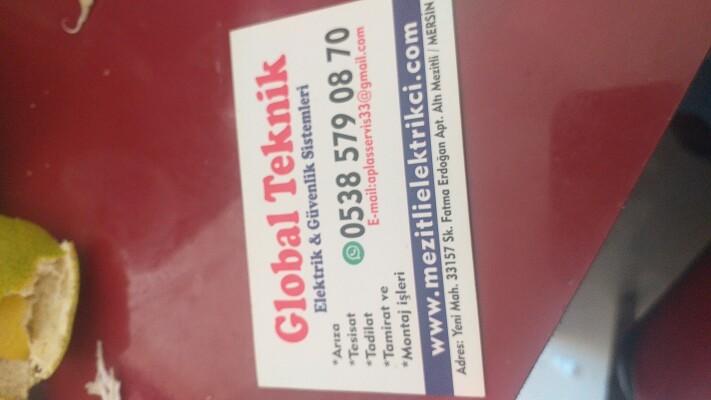 Global Teknik
Elektrik & Güvenlik Sistemleri
0538 579 08 70
E-mail:aplasservis33@gmail.com
*Arıza
*Tesisat
*Tadilat
*Tamirat ve
*Montaj işleri
www.mezitlielektrikci.com
Adres: Yeni Mah. 33157 Sk. Fatma Erdoğan Apt. Altı Mezitli / MERSİN